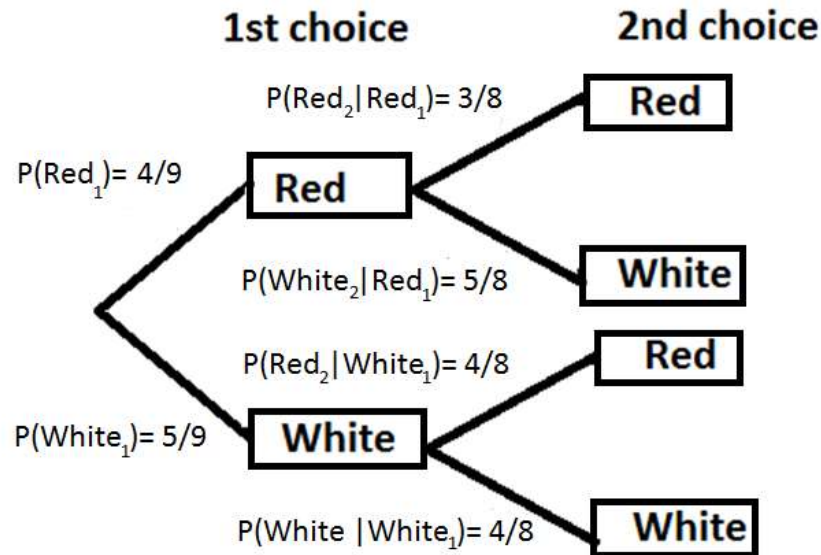 1st choice
2nd choice
P(Red₂|Red₁)= 3/8
Red
P(Red₁)= 4/9
Red
P(White₂|Red₁)= 5/8
White
P(Red₂|White₁)= 4/8
Red
P(White₁)= 5/9
White
P(White |White₁)= 4/8
White